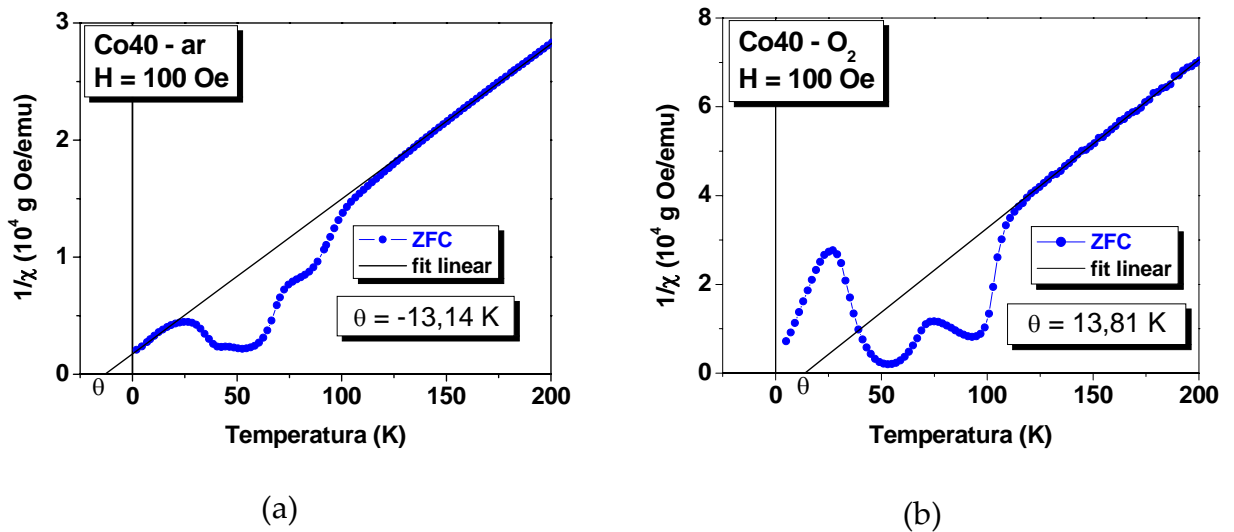 Co40 - ar
H = 100 Oe
3
2
1
0
1/χ (10⁴ g Oe/emu)
ZFC
fit linear
θ = -13,14 K
θ
0
50
100
150
200
Temperatura (K)
(a)
Co40 - O₂
H = 100 Oe
8
6
4
2
0
1/χ (10⁴ g Oe/emu)
ZFC
fit linear
θ = 13,81 K
θ
0
50
100
150
200
Temperatura (K)
(b)